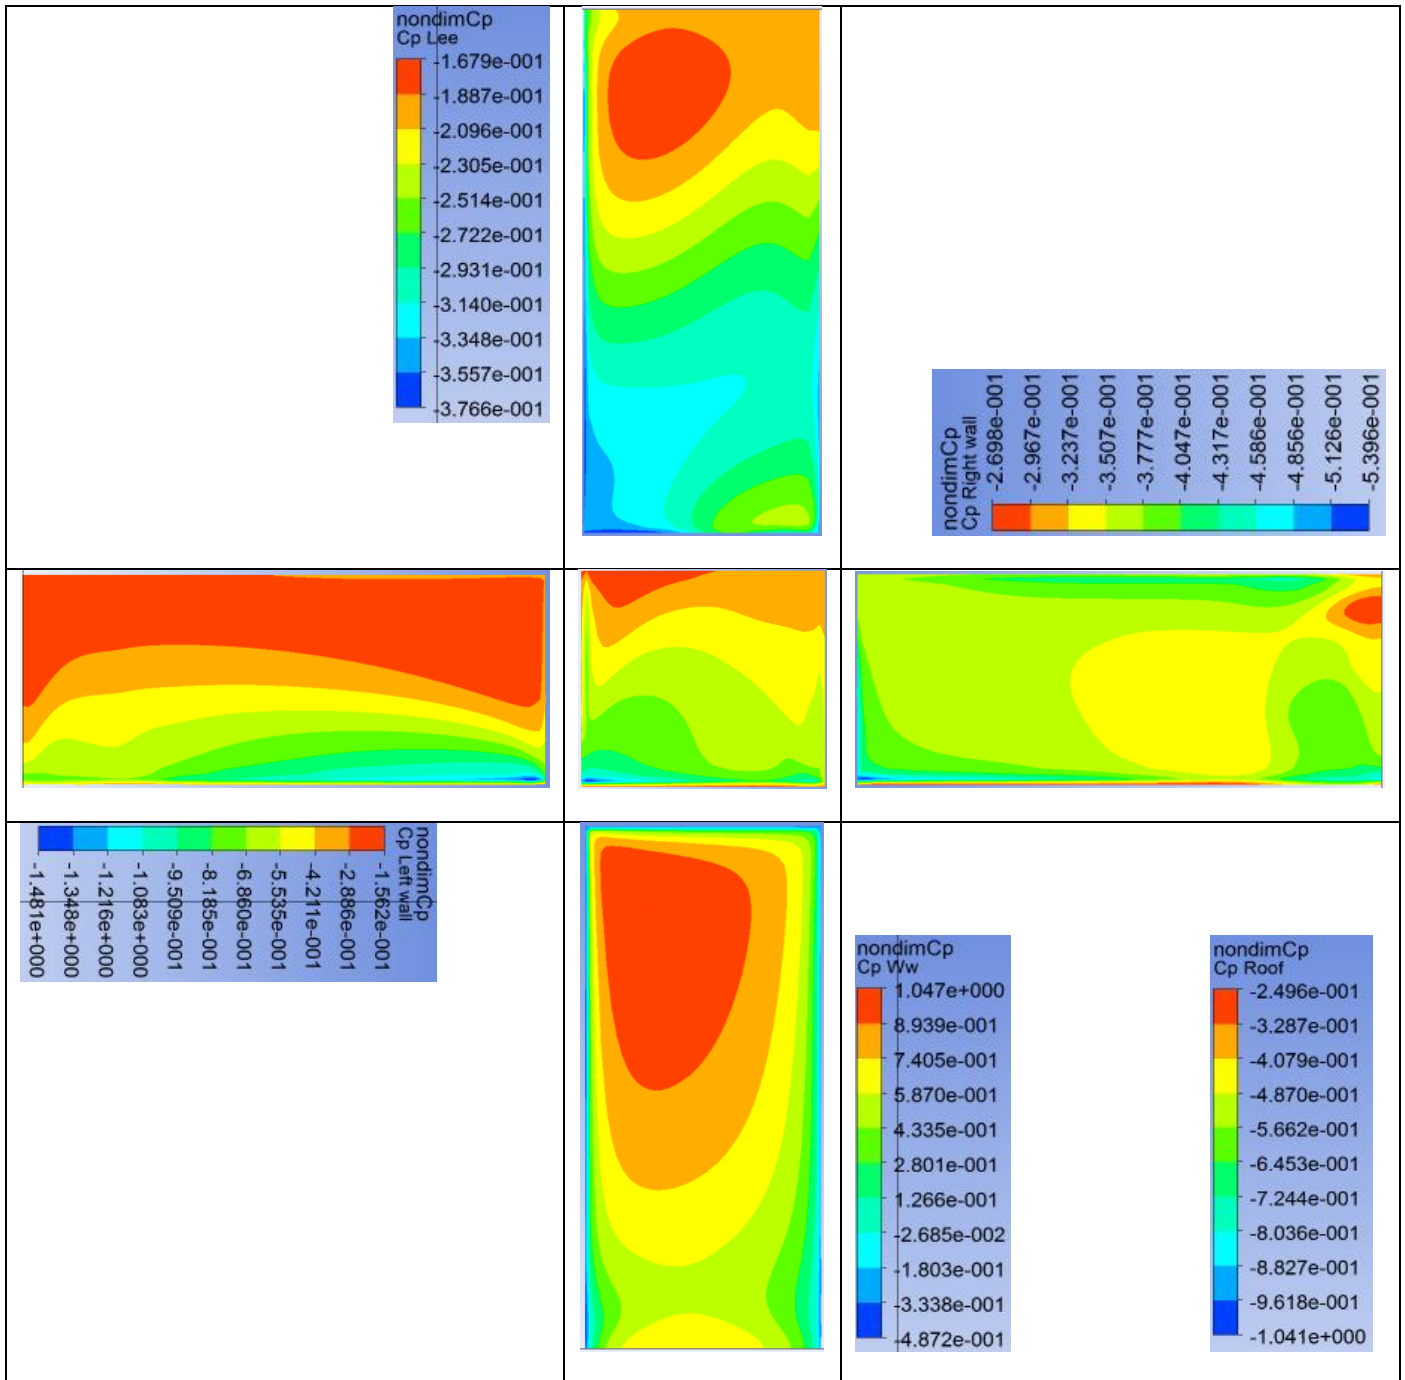 nondimCp
Cp Lee
-1.679e-001
-1.887e-001
-2.096e-001
-2.305e-001
-2.514e-001
-2.722e-001
-2.931e-001
-3.140e-001
-3.348e-001
-3.557e-001
-3.766e-001
nondimCp
Cp Right wall
-2.698e-001
-2.967e-001
-3.237e-001
-3.507e-001
-3.777e-001
-4.047e-001
-4.317e-001
-4.586e-001
-4.856e-001
-5.126e-001
-5.396e-001
nondimCp
Cp Left wall
-1.562e-001
-2.886e-001
-4.211e-001
-5.535e-001
-6.860e-001
-8.185e-001
-9.509e-001
-1.083e+000
-1.216e+000
-1.348e+000
-1.481e+000
nondimCp
Cp Ww
1.047e+000
8.939e-001
7.405e-001
5.870e-001
4.335e-001
2.801e-001
1.266e-001
-2.685e-002
-1.803e-001
-3.338e-001
-4.872e-001
nondimCp
Cp Roof
-2.496e-001
-3.287e-001
-4.079e-001
-4.870e-001
-5.662e-001
-6.453e-001
-7.244e-001
-8.036e-001
-8.827e-001
-9.618e-001
-1.041e+000